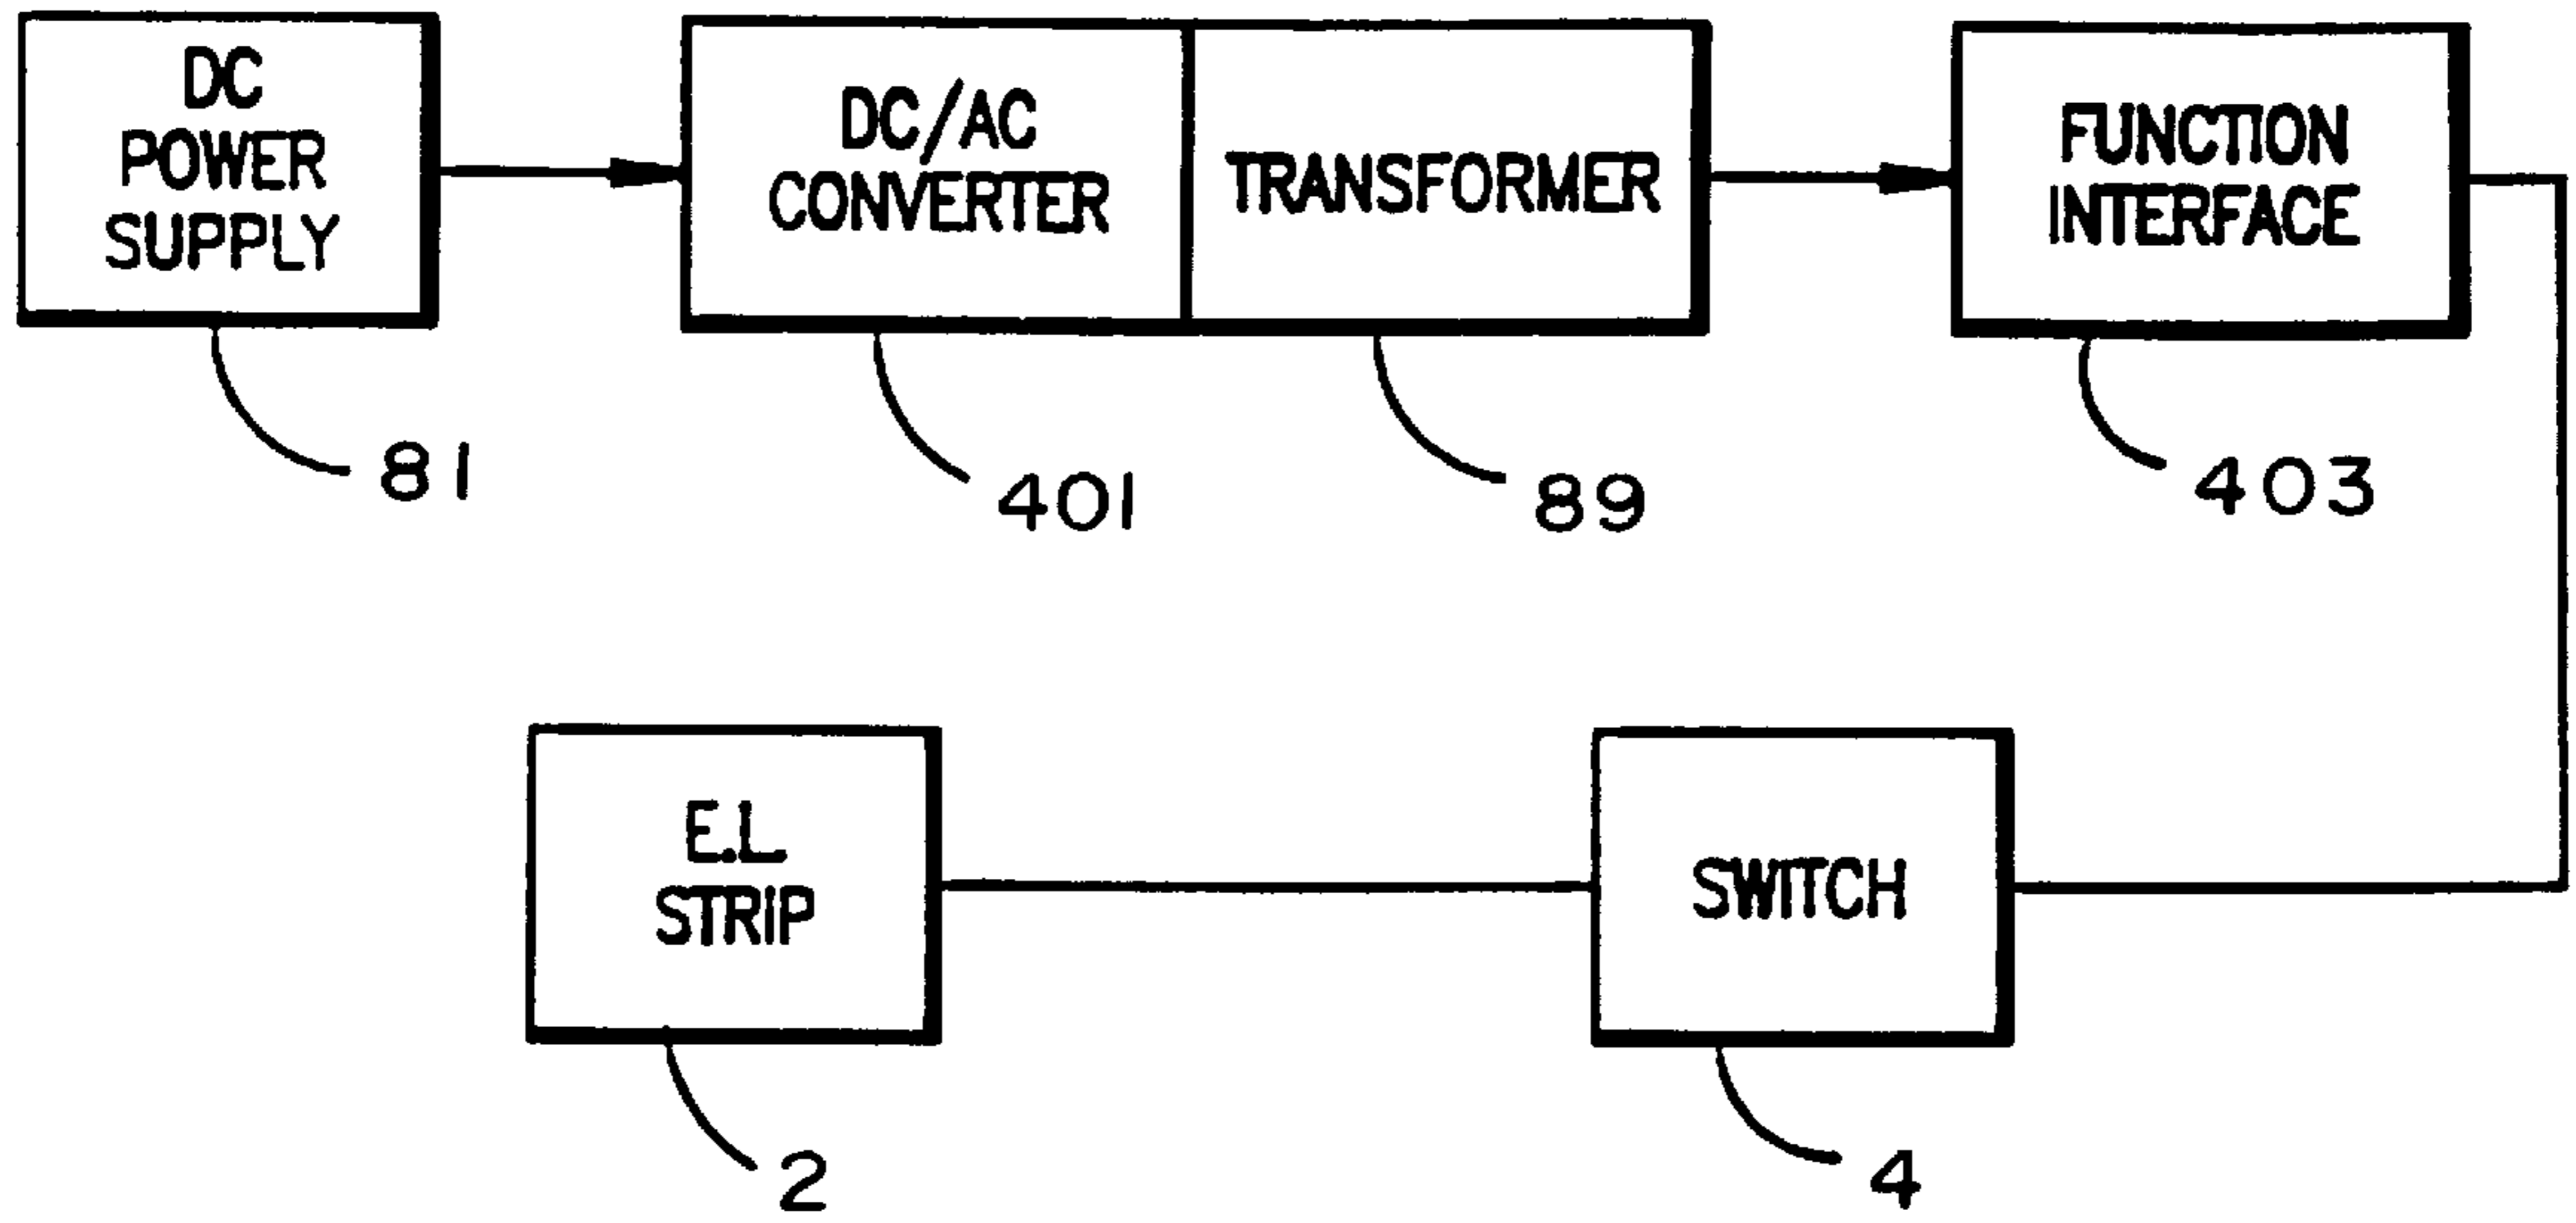 DC
POWER
SUPPLY
DC/AC
CONVERTER
TRANSFORMER
FUNCTION
INTERFACE
81
401
89
403
E.L.
STRIP
SWITCH
2
4